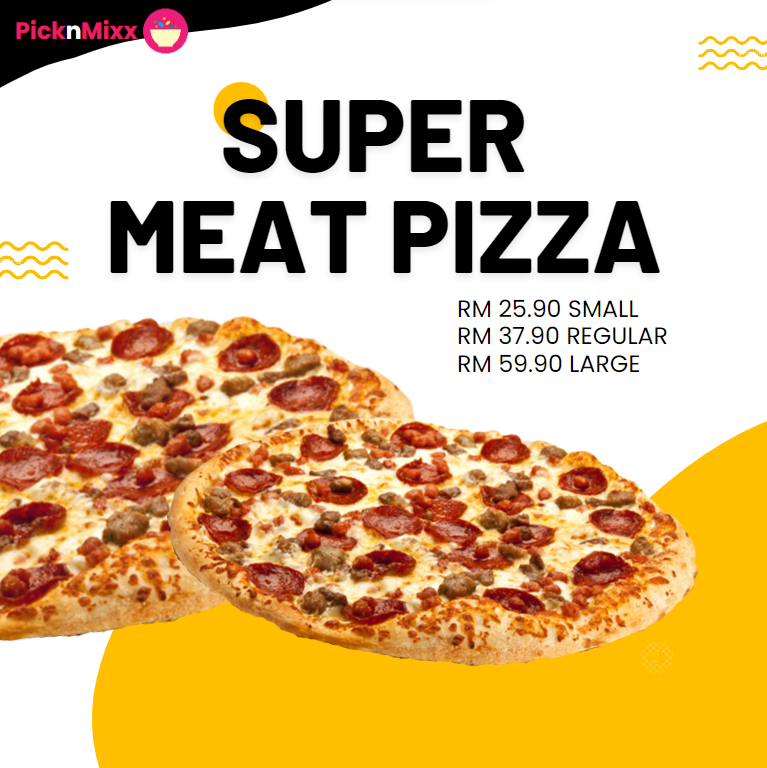 PicknMixx
SUPER
MEAT PIZZA
RM 25.90 SMALL
RM 37.90 REGULAR
RM 59.90 LARGE